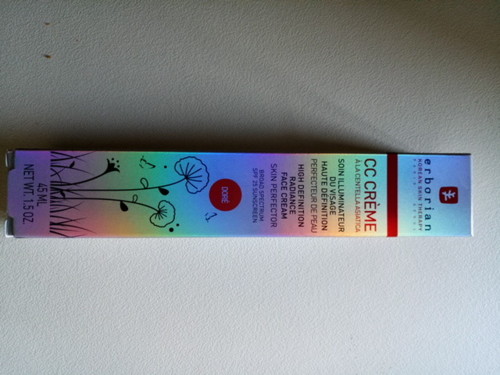 erborian
KOREAN SKIN THERAPY
PARIS SEOUL
CC CRÈME
À LA CENTELLA ASIATICA
SOIN ILLUMINATEUR
DU VISAGE
HAUTE DÉFINITION
PERFECTEUR DE PEAU
HIGH DEFINITION
RADIANCE
FACE CREAM
SKIN PERFECTOR
BROAD SPECTRUM
SPF 25 SUNSCREEN
DORÉ
45 ML
NET WT. 1.5 OZ